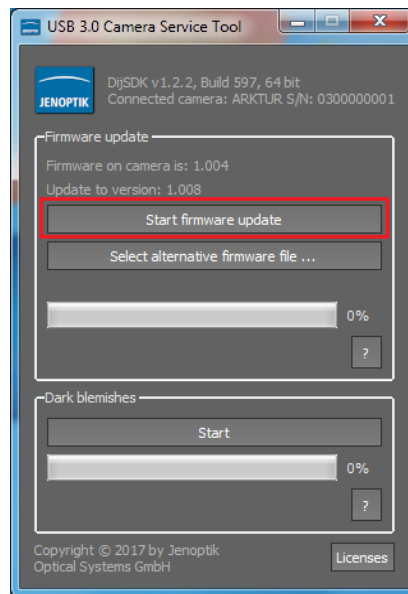 USB 3.0 Camera Service Tool
JENOPTIK
DijSDK v1.2.2, Build 597, 64 bit
Connected camera: ARKTUR S/N: 0300000001
Firmware update
Firmware on camera is: 1.004
Update to version: 1.008
Start firmware update
Select alternative firmware file ...
0%
?
Dark blemishes
Start
0%
?
Copyright © 2017 by Jenoptik
Optical Systems GmbH
Licenses